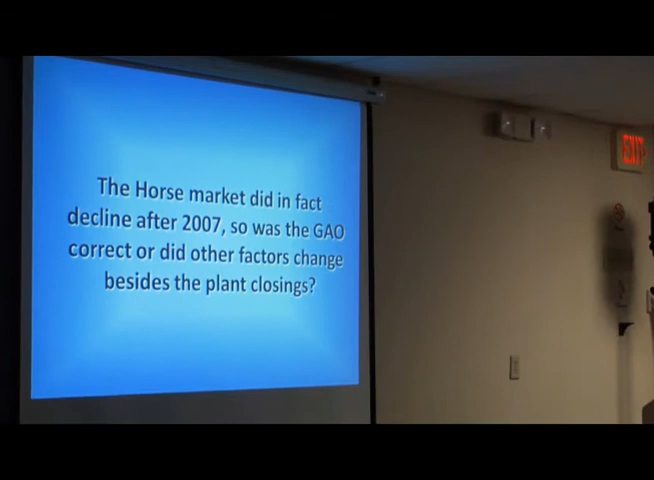 The Horse market did in fact
decline after 2007, so was the GAO
correct or did other factors change
besides the plant closings?
EXIT